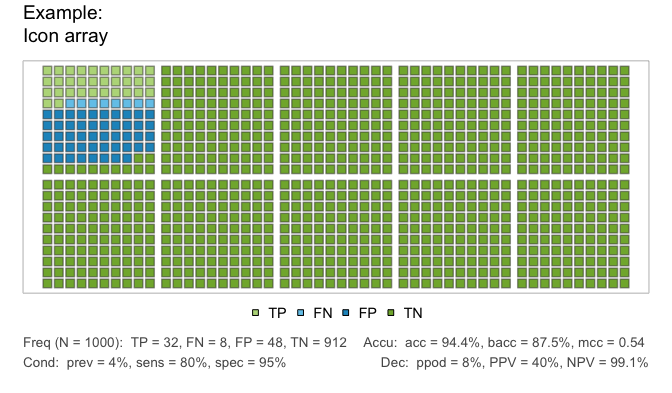 Example:
Icon array
TP FN FP TN
Freq (N = 1000): TP = 32, FN = 8, FP = 48, TN = 912 Accu: acc = 94.4%, bacc = 87.5%, mcc = 0.54
Cond: prev = 4%, sens = 80%, spec = 95% Dec: ppod = 8%, PPV = 40%, NPV = 99.1%